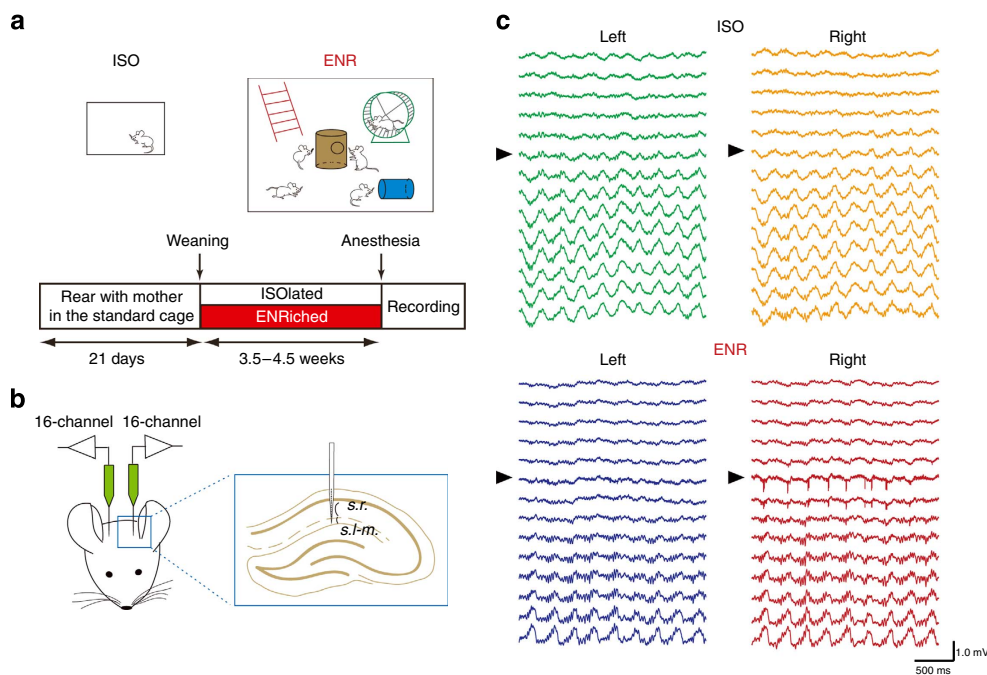 a
ISO
ENR
Weaning
Anesthesia
Rear with mother
in the standard cage
ISOlated
ENRiched
Recording
21 days
3.5–4.5 weeks
b
16-channel
16-channel
s.r.
s.l-m.
c
ISO
Left
Right
ENR
Left
Right
1.0 mV
500 ms